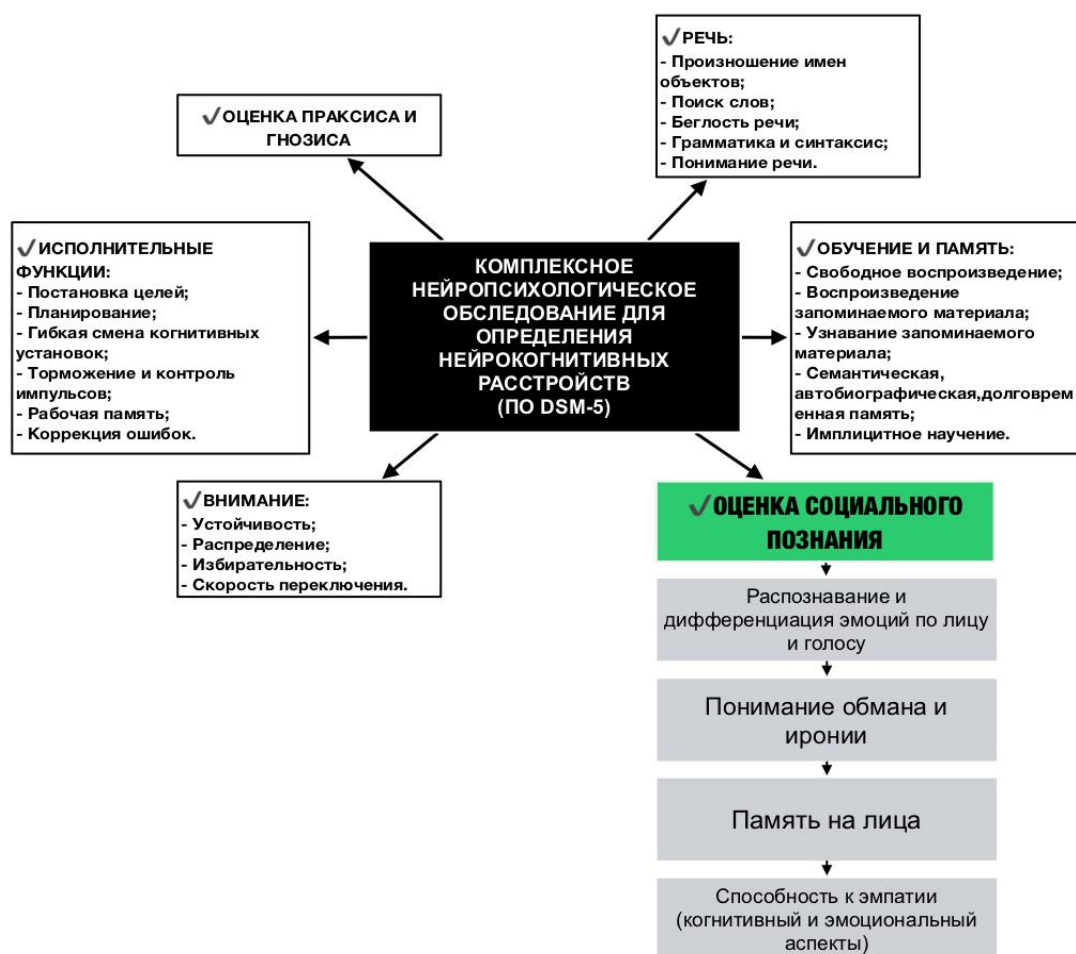 ✓РЕЧЬ:
- Произношение имен
объектов;
- Поиск слов;
- Беглость речи;
- Грамматика и синтаксис;
- Понимание речи.
✓ОЦЕНКА ПРАКСИСА И
ГНОЗИСА
✓ИСПОЛНИТЕЛЬНЫЕ
ФУНКЦИИ:
- Постановка целей;
- Планирование;
- Гибкая смена когнитивных
установок;
- Торможение и контроль
импульсов;
- Рабочая память;
- Коррекция ошибок.
КОМПЛЕКСНОЕ
НЕЙРОПСИХОЛОГИЧЕСКОЕ
ОБСЛЕДОВАНИЕ ДЛЯ
ОПРЕДЕЛЕНИЯ
НЕЙРОКОГНИТИВНЫХ
РАССТРОЙСТВ
(ПО DSM-5)
✓ОБУЧЕНИЕ И ПАМЯТЬ:
- Свободное воспроизведение;
- Воспроизведение
запоминаемого материала;
- Узнавание запоминаемого
материала;
- Семантическая,
автобиографическая,долговрем
енная память;
- Имплицитное научение.
✓ВНИМАНИЕ:
- Устойчивость;
- Распределение;
- Избирательность;
- Скорость переключения.
✓ОЦЕНКА СОЦИАЛЬНОГО
ПОЗНАНИЯ
Распознавание и
дифференциация эмоций по лицу
и голосу
Понимание обмана и
иронии
Память на лица
Способность к эмпатии
(когнитивный и эмоциональный
аспекты)